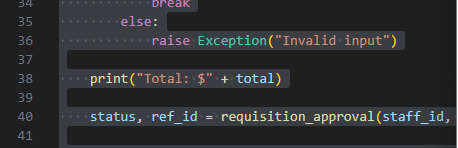 34 break
35 else:
36 raise Exception("Invalid input")
37
38 print("Total: $" + total)
39
40 status, ref_id = requisition_approval(staff_id,
41